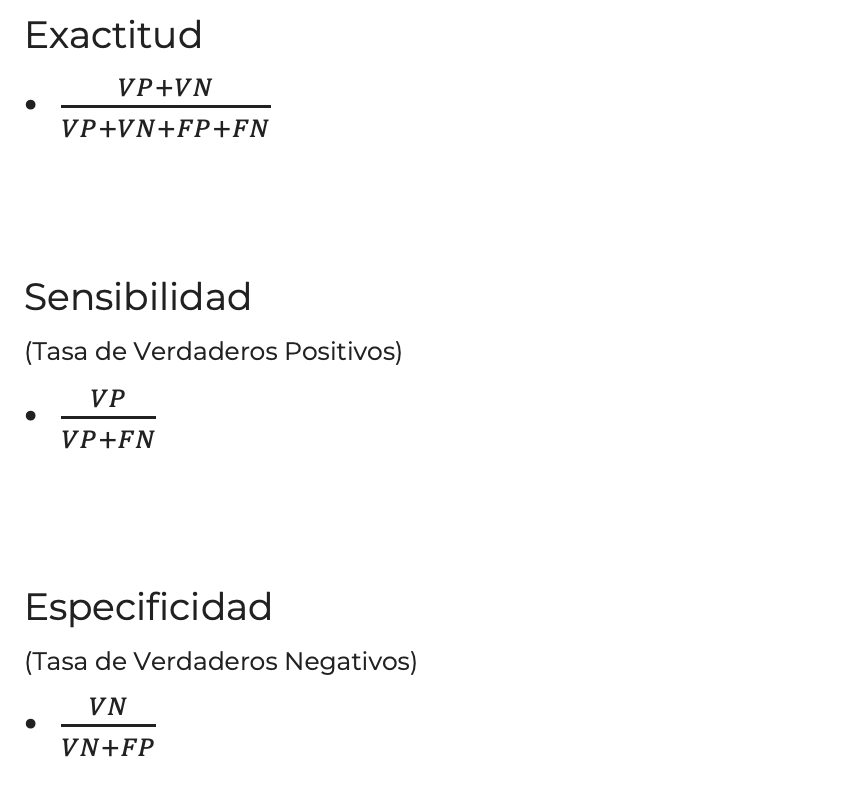 Exactitud
• VP+VN
VP+VN+FP+FN
Sensibilidad
(Tasa de Verdaderos Positivos)
• VP
VP+FN
Especificidad
(Tasa de Verdaderos Negativos)
• VN
VN+FP